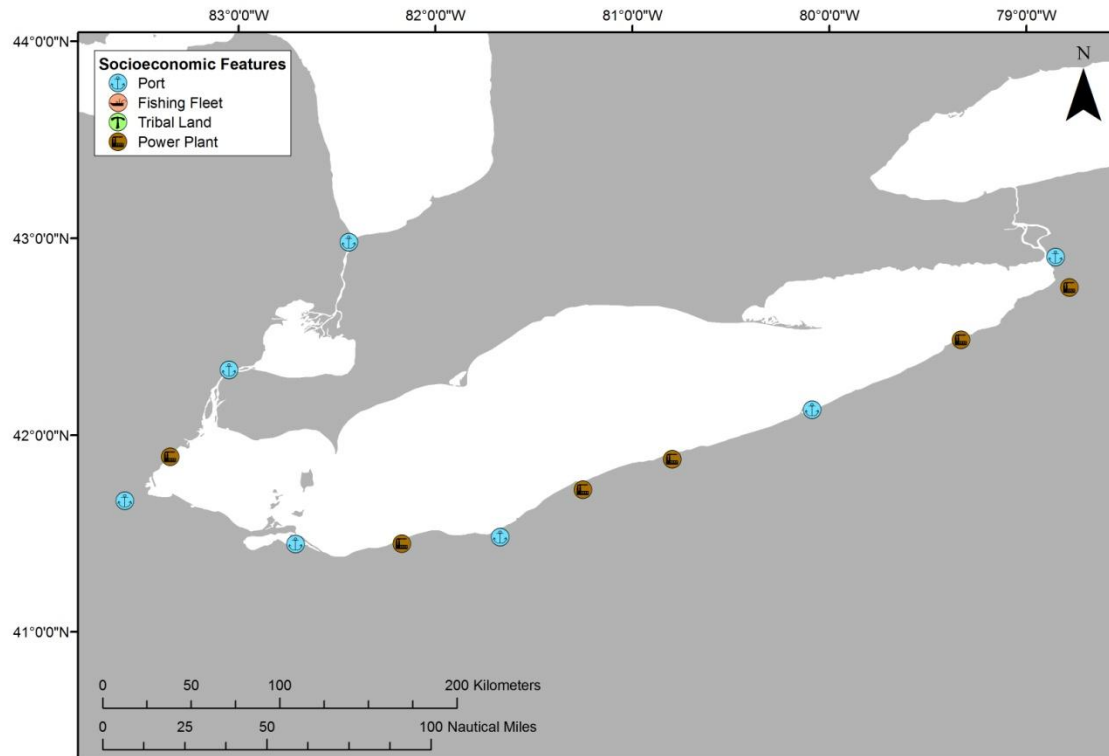 83°0'0"W 82°0'0"W 81°0'0"W 80°0'0"W 79°0'0"W
44°0'0"N
Socioeconomic Features
Port
Fishing Fleet
Tribal Land
Power Plant
N
43°0'0"N
42°0'0"N
41°0'0"N
0 50 100 200 Kilometers
0 25 50 100 Nautical Miles